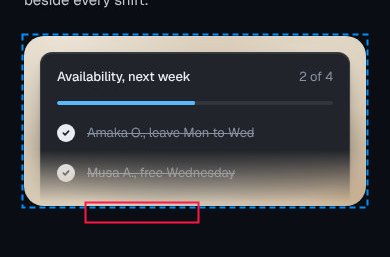 beside every shift.
Availability, next week
2 of 4
Amaka O., leave Mon to Wed
Musa A., free Wednesday